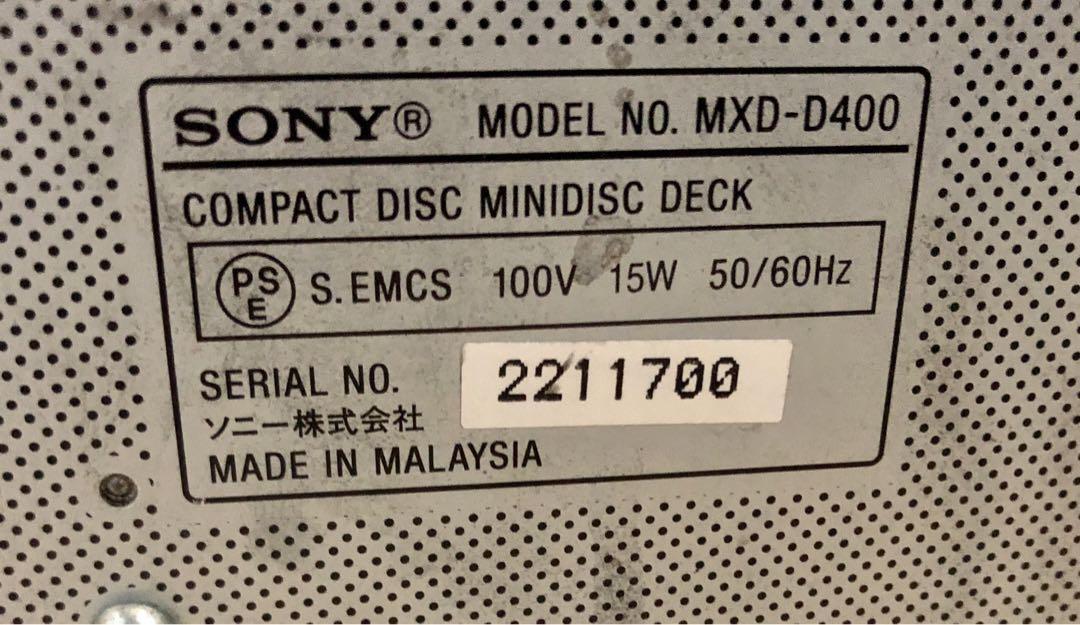 SONY® MODEL NO. MXD-D400
COMPACT DISC MINIDISC DECK
PSE S.EMCS 100V 15W 50/60Hz
SERIAL NO. 2211700
ソニー株式会社
MADE IN MALAYSIA